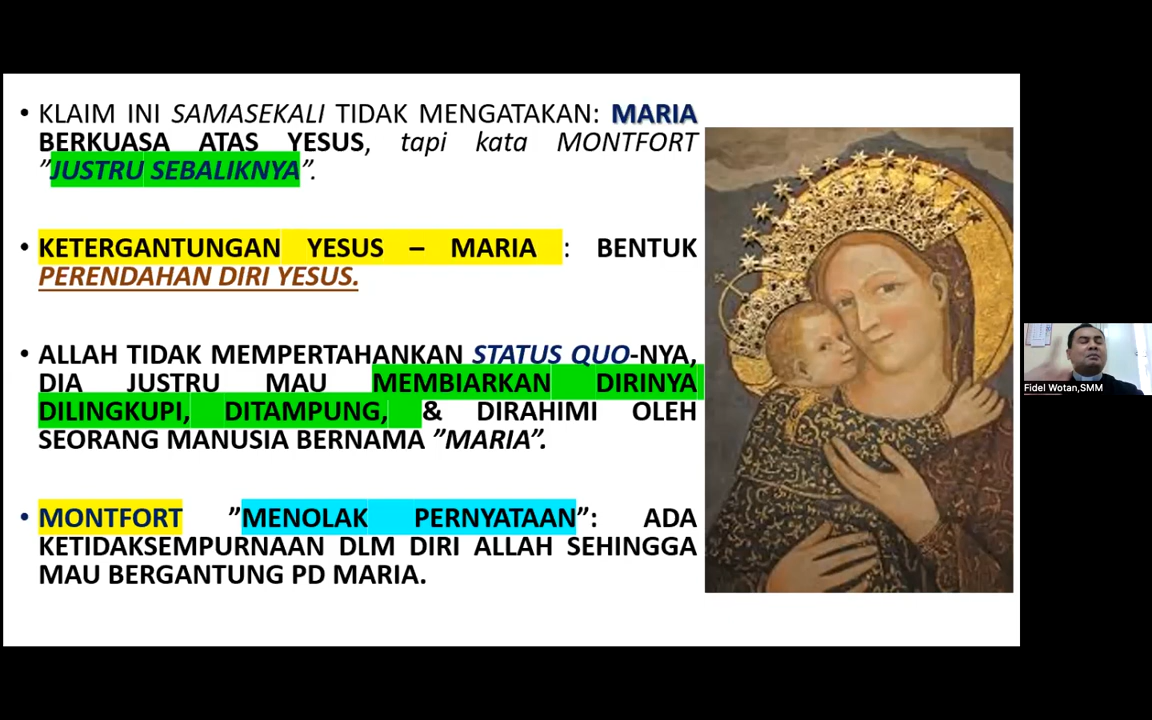 • KLAIM INI SAMASEKALI TIDAK MENGATAKAN: MARIA
BERKUASA ATAS YESUS, tapi kata MONTFORT
”JUSTRU SEBALIKNYA”.
• KETERGANTUNGAN YESUS – MARIA : BENTUK
PERENDAHAN DIRI YESUS.
• ALLAH TIDAK MEMPERTAHANKAN STATUS QUO-NYA,
DIA JUSTRU MAU MEMBIARKAN DIRINYA
DILINGKUPI, DITAMPUNG, & DIRAHIMI OLEH
SEORANG MANUSIA BERNAMA ”MARIA”.
• MONTFORT ”MENOLAK PERNYATAAN”: ADA
KETIDAKSEMPURNAAN DLM DIRI ALLAH SEHINGGA
MAU BERGANTUNG PD MARIA.
Fidel Wotan,SMM